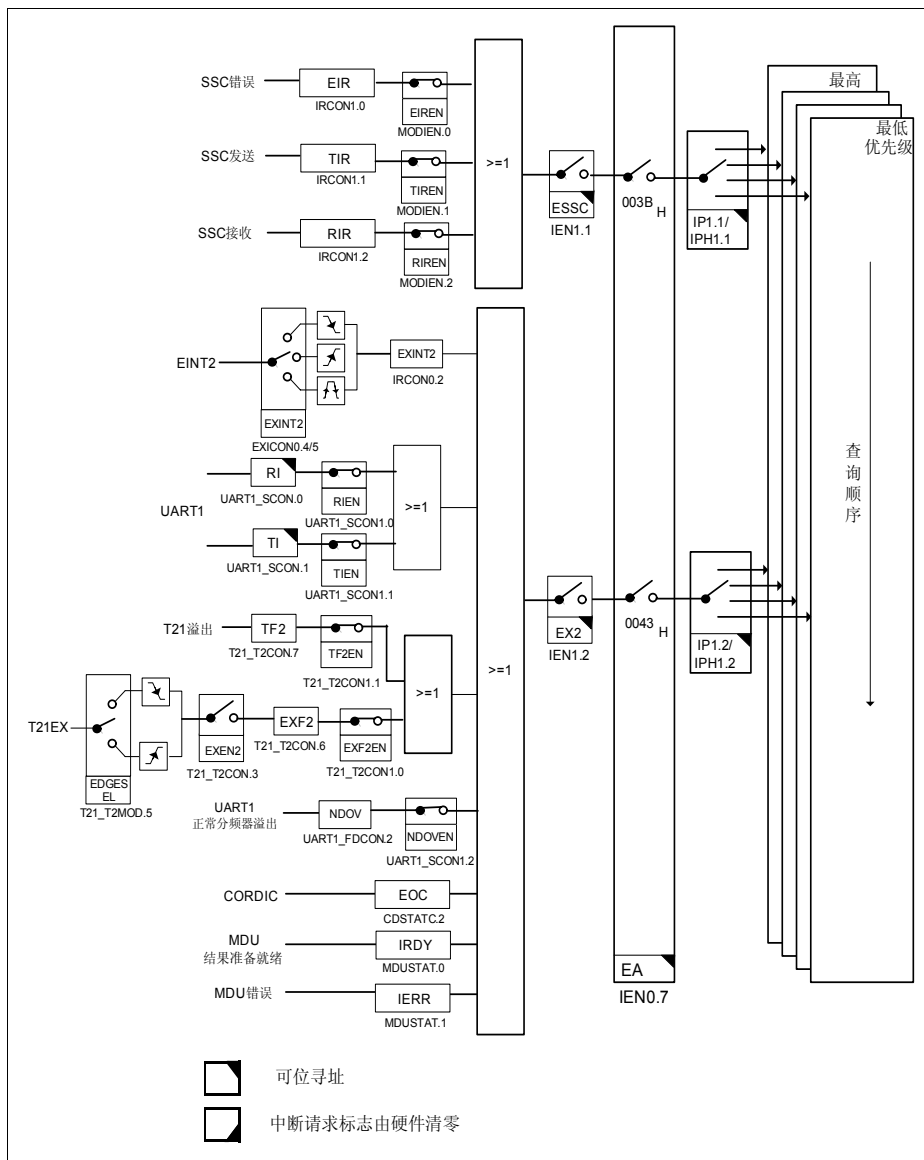 最高
最低
优先级
SSC错误
EIR
IRCON1.0
EIREN
MODIEN.0
SSC发送
TIR
IRCON1.1
TIREN
MODIEN.1
SSC接收
RIR
IRCON1.2
RIREN
MODIEN.2
>=1
ESSC
IEN1.1
003B H
IP1.1/
IPH1.1
EINT2
EXINT2
EXICON0.4/5
EXINT2
IRCON0.2
UART1
RI
UART1_SCON.0
RIEN
UART1_SCON1.0
TI
UART1_SCON.1
TIEN
UART1_SCON1.1
>=1
T21溢出
TF2
T21_T2CON.7
TF2EN
T21_T2CON1.1
T21EX
EDGES
EL
T21_T2MOD.5
EXEN2
T21_T2CON.3
EXF2
T21_T2CON.6
EXF2EN
T21_T2CON1.0
>=1
UART1
正常分频器溢出
NDOV
UART1_FDCON.2
NDOVEN
UART1_SCON1.2
CORDIC
EOC
CDSTATC.2
MDU
结果准备就绪
IRDY
MDUSTAT.0
MDU错误
IERR
MDUSTAT.1
>=1
EX2
IEN1.2
0043 H
IP1.2/
IPH1.2
EA
IEN0.7
查
询
顺
序
可位寻址
中断请求标志由硬件清零